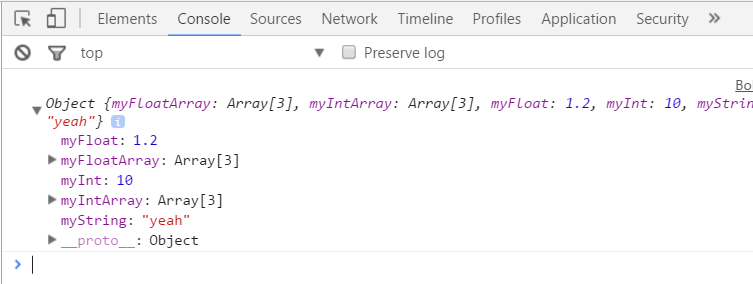 Elements Console Sources Network Timeline Profiles Application Security »
top Preserve log
Bo
Object {myFloatArray: Array[3], myIntArray: Array[3], myFloat: 1.2, myInt: 10, myStrin
"yeah"} i
myFloat: 1.2
myFloatArray: Array[3]
myInt: 10
myIntArray: Array[3]
myString: "yeah"
__proto__: Object
>